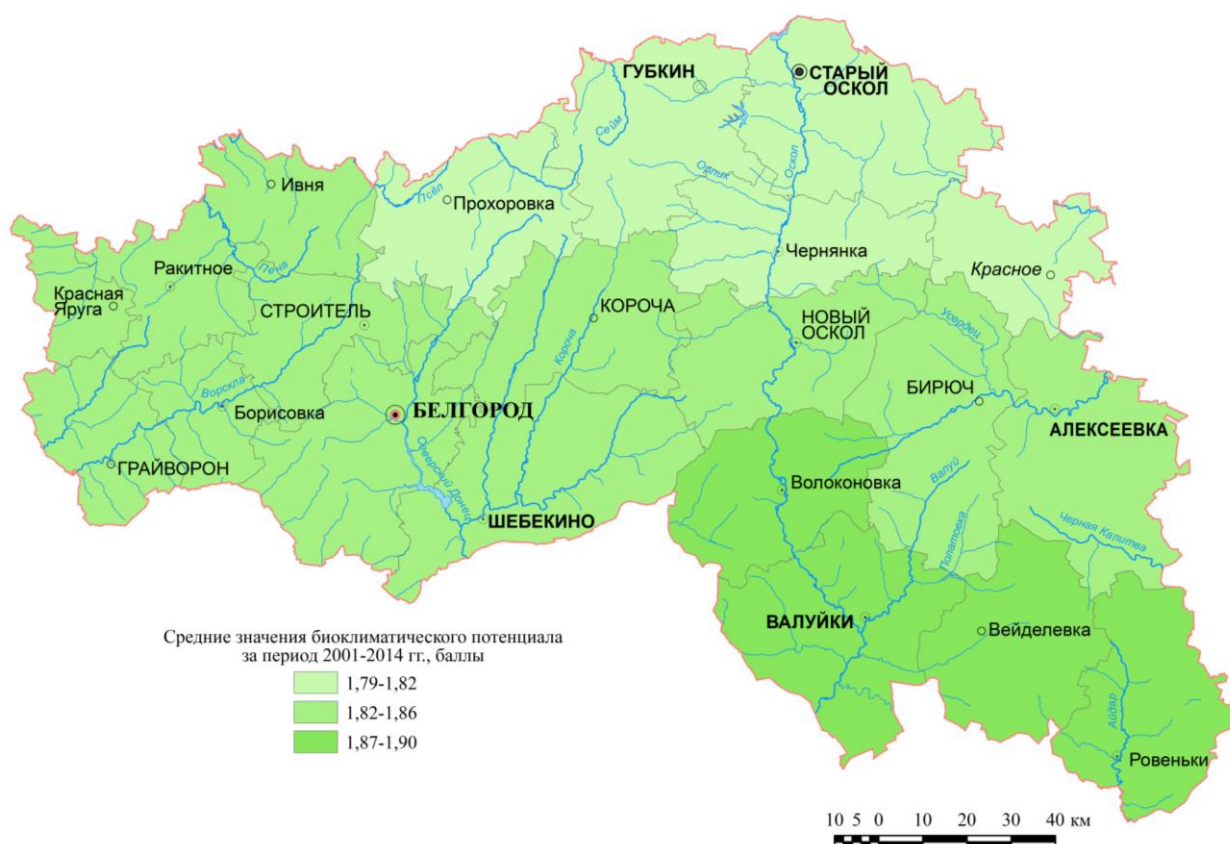 ГУБКИН
СТАРЫЙ
ОСКОЛ
Сейм
Ивня
Псёл
Прохоровка
Оскол
Олпик
Чернянка
Красное
Пена
Ракитное
Красная
Яруга
СТРОИТЕЛЬ
КОРОЧА
Короча
НОВЫЙ
ОСКОЛ
Усердец
БИРЮЧ
АЛЕКСЕЕВКА
Ворскла
Борисовка
БЕЛГОРОД
ГРАЙВОРОН
Северский Донец
ШЕБЕКИНО
Волоконовка
Валуй
Лопатовка
Черная Калитва
ВАЛУЙКИ
Вейделевка
Айдар
Ровеньки
Средние значения биоклиматического потенциала
за период 2001-2014 гг., баллы
1,79-1,82
1,82-1,86
1,87-1,90
10 5 0 10 20 30 40 км